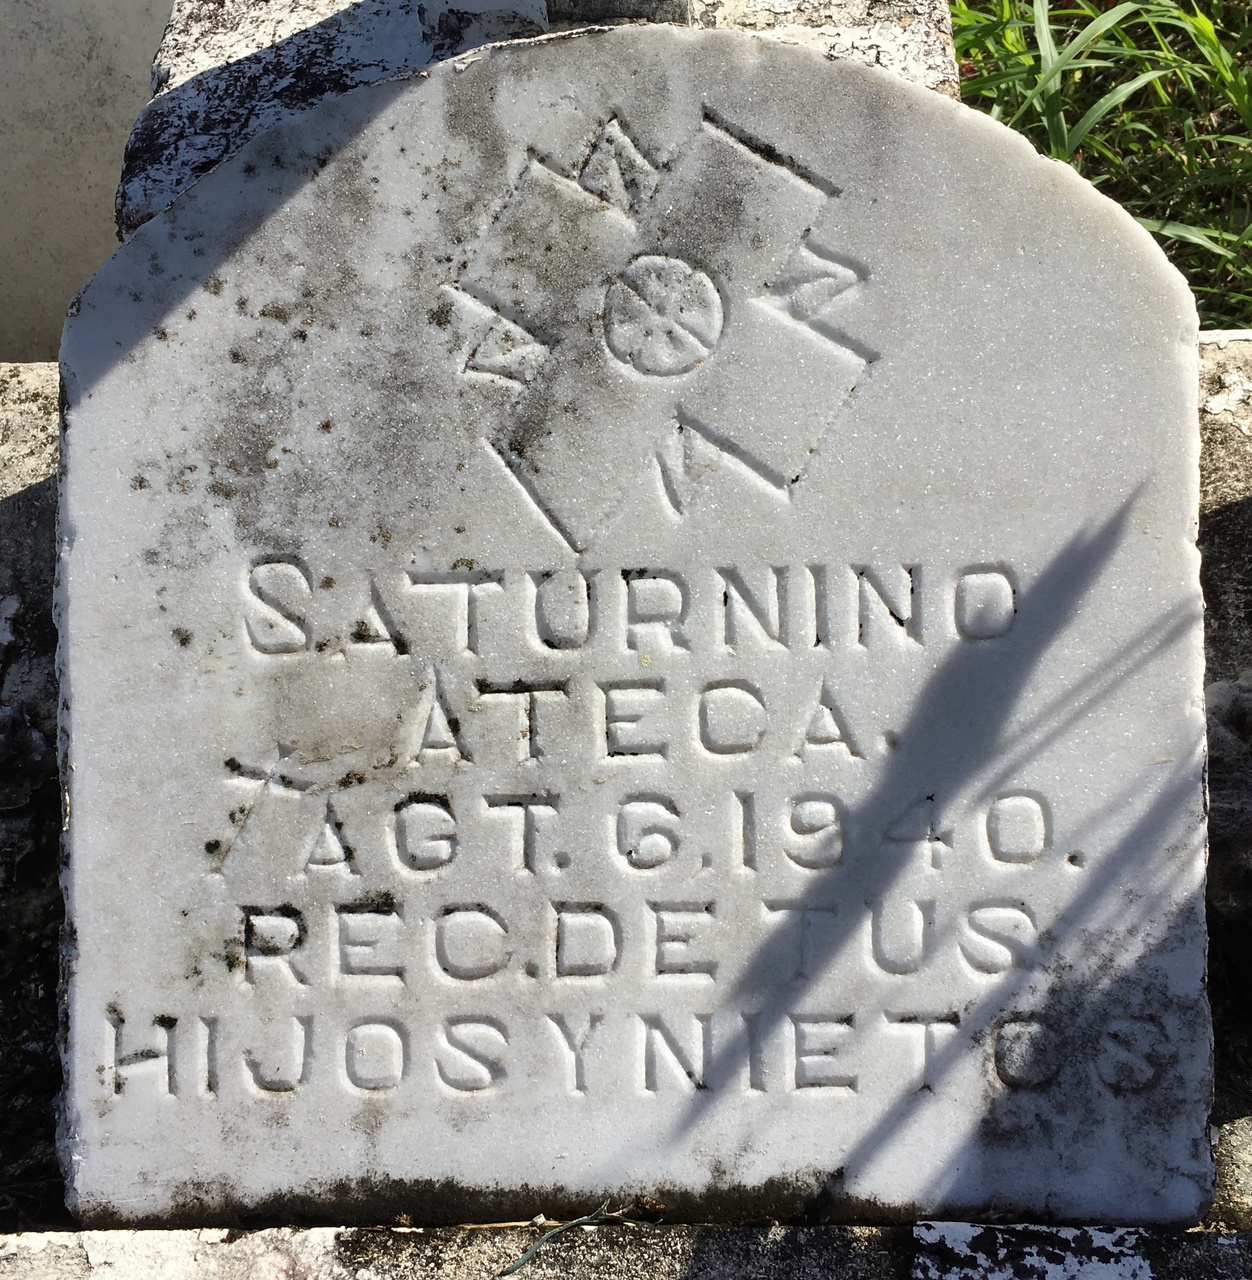 SATURNINO
ATECA.
AGT. 6, 1940.
REC. DE TUS
HIJOS Y NIETOS